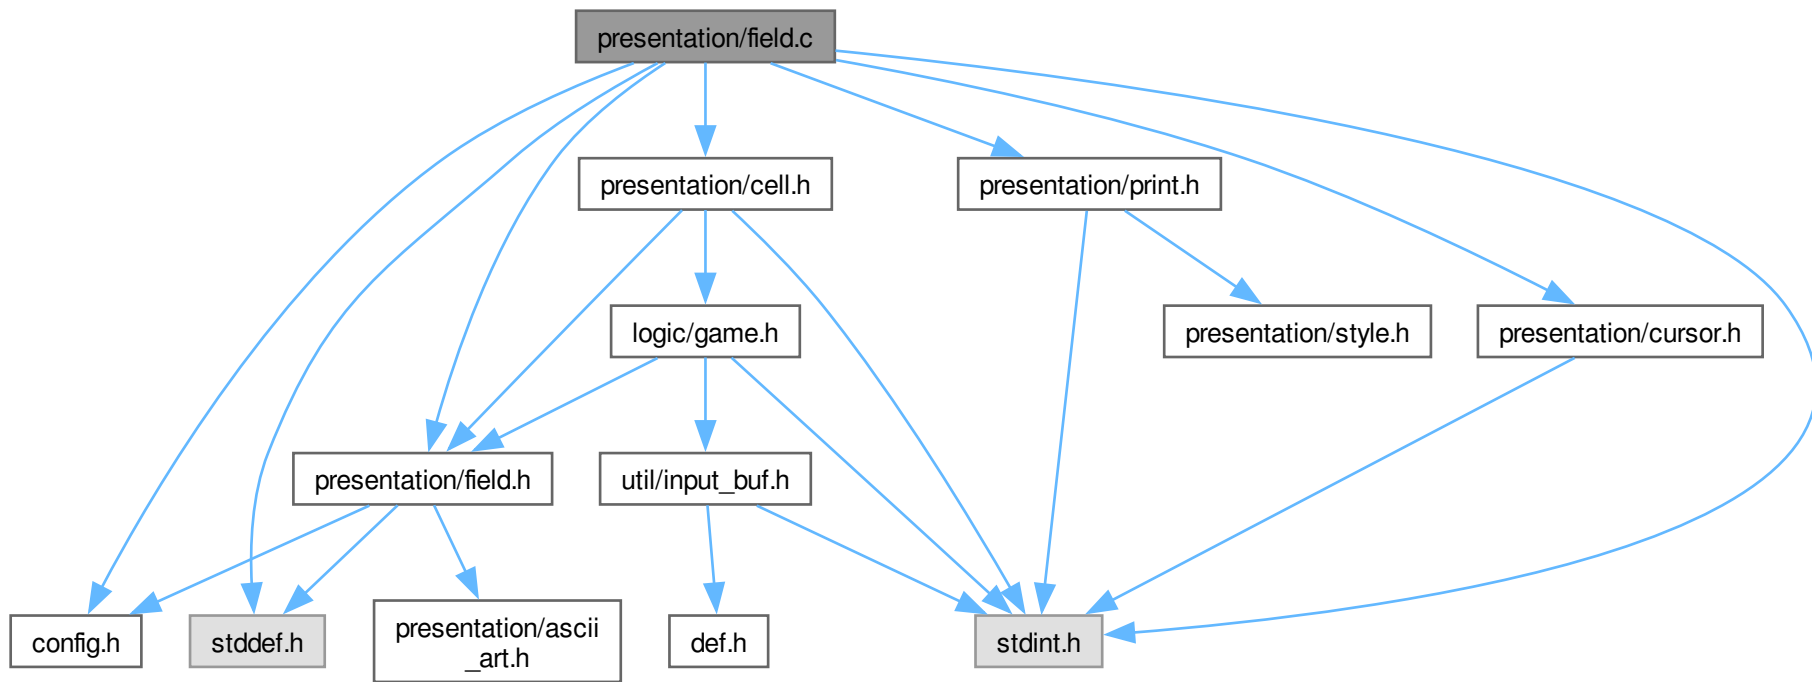 presentation/field.c
presentation/cell.h
presentation/print.h
logic/game.h
presentation/style.h
presentation/cursor.h
presentation/field.h
util/input_buf.h
config.h
stddef.h
presentation/ascii
_art.h
def.h
stdint.h